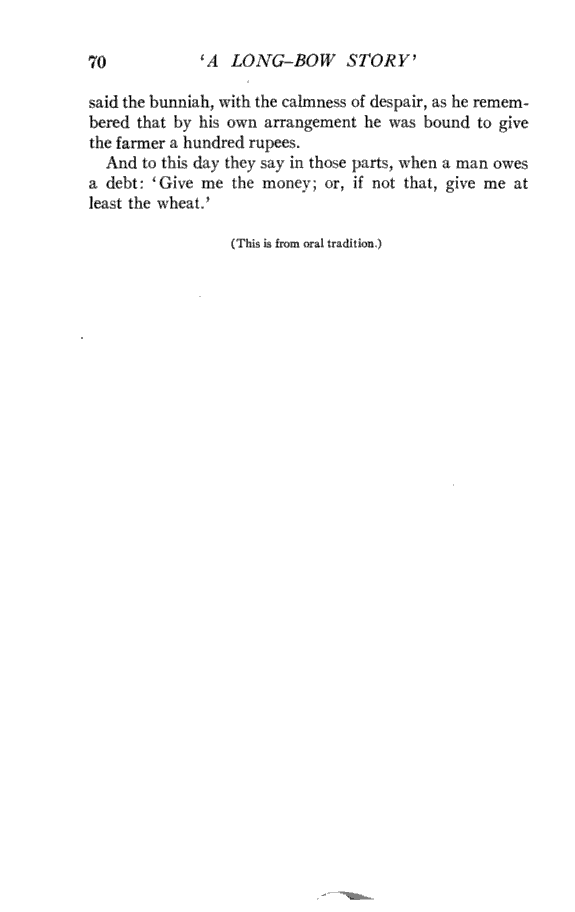 70 ‘A LONG–BOW STORY’
said the bunniah, with the calmness of despair, as he remem-
bered that by his own arrangement he was bound to give
the farmer a hundred rupees.
And to this day they say in those parts, when a man owes
a debt: ‘Give me the money; or, if not that, give me at
least the wheat.’
(This is from oral tradition.)